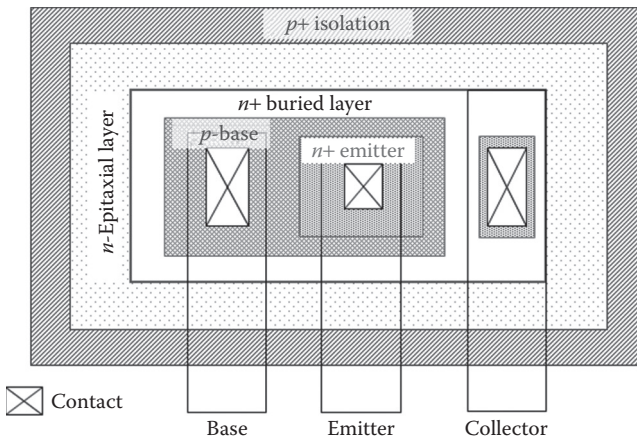 p+ isolation
n+ buried layer
p-base
n+ emitter
n-Epitaxial layer
Contact
Base
Emitter
Collector